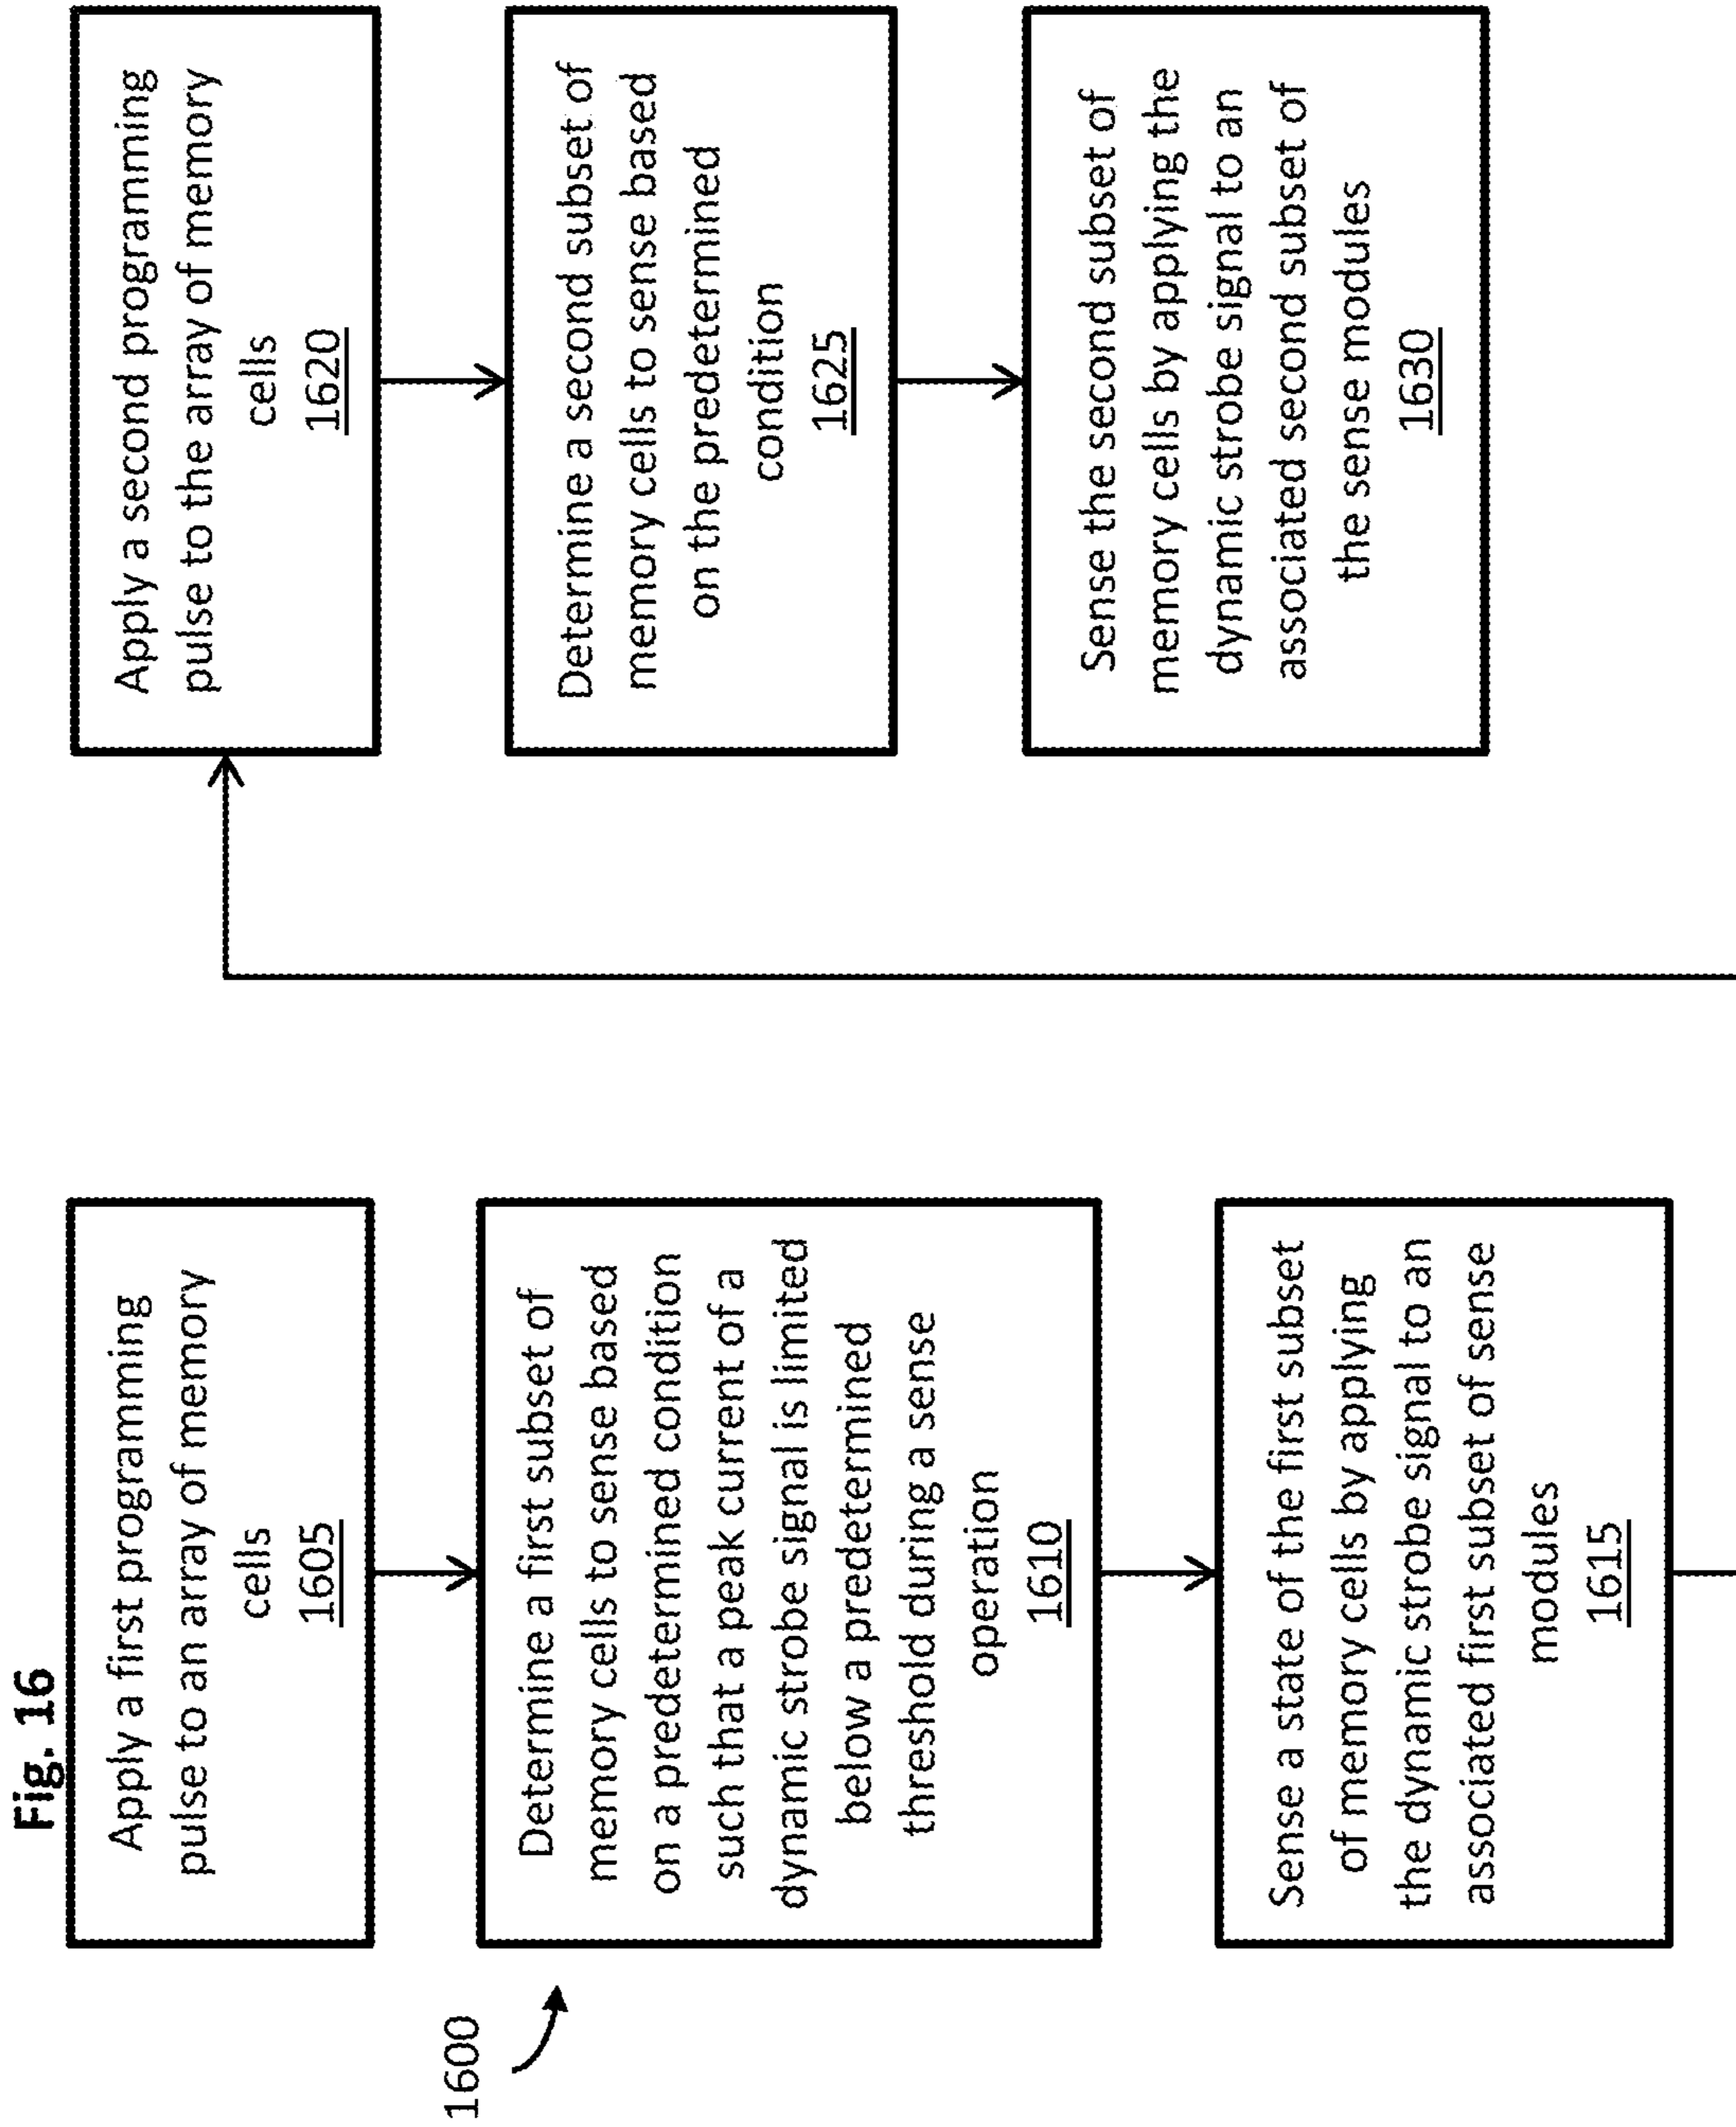 Fig. 16
1600
Apply a first programming
pulse to an array of memory
cells
1605
Determine a first subset of
memory cells to sense based
on a predetermined condition
such that a peak current of a
dynamic strobe signal is limited
below a predetermined
threshold during a sense
operation
1610
Sense a state of the first subset
of memory cells by applying
the dynamic strobe signal to an
associated first subset of sense
modules
1615
Apply a second programming
pulse to the array of memory
cells
1620
Determine a second subset of
memory cells to sense based
on the predetermined
condition
1625
Sense the second subset of
memory cells by applying the
dynamic strobe signal to an
associated second subset of
the sense modules
1630